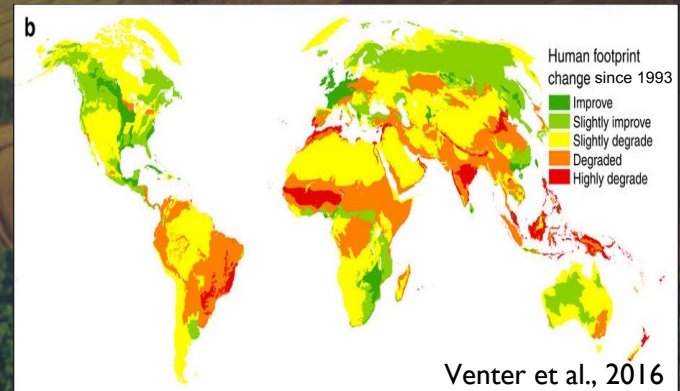 b
Human footprint
change since 1993
Improve
Slightly improve
Slightly degrade
Degraded
Highly degrade
Venter et al., 2016